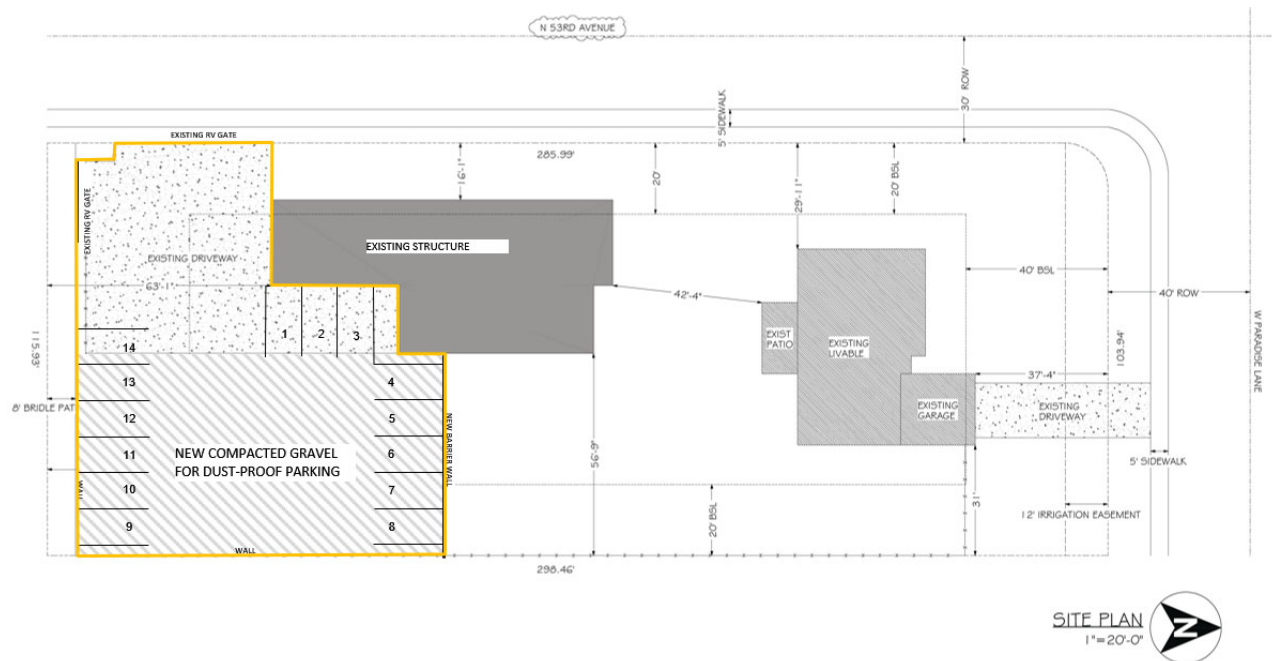 N 53RD AVENUE
30' ROW
5' SIDEWALK
EXISTING RV GATE
285.99'
16'-1"
20'
29'-11"
20' BSL
EXISTING RV GATE
EXISTING STRUCTURE
EXISTING DRIVEWAY
63'-1"
42'-4"
40' BSL
40' ROW
1
2
3
14
115.93'
EXIST
PATIO
EXISTING
LIVABLE
103.94'
W PARADISE LANE
13
4
37'-4"
8' BRIDLE PAT
12
5
EXISTING
GARAGE
EXISTING
DRIVEWAY
NEW BARRIER WALL
11
NEW COMPACTED GRAVEL
FOR DUST-PROOF PARKING
6
56'-9"
5' SIDEWALK
WALL
10
7
9
8
20' BSL
31'
12' IRRIGATION EASEMENT
WALL
298.46'
SITE PLAN
1"=20'-0"
N